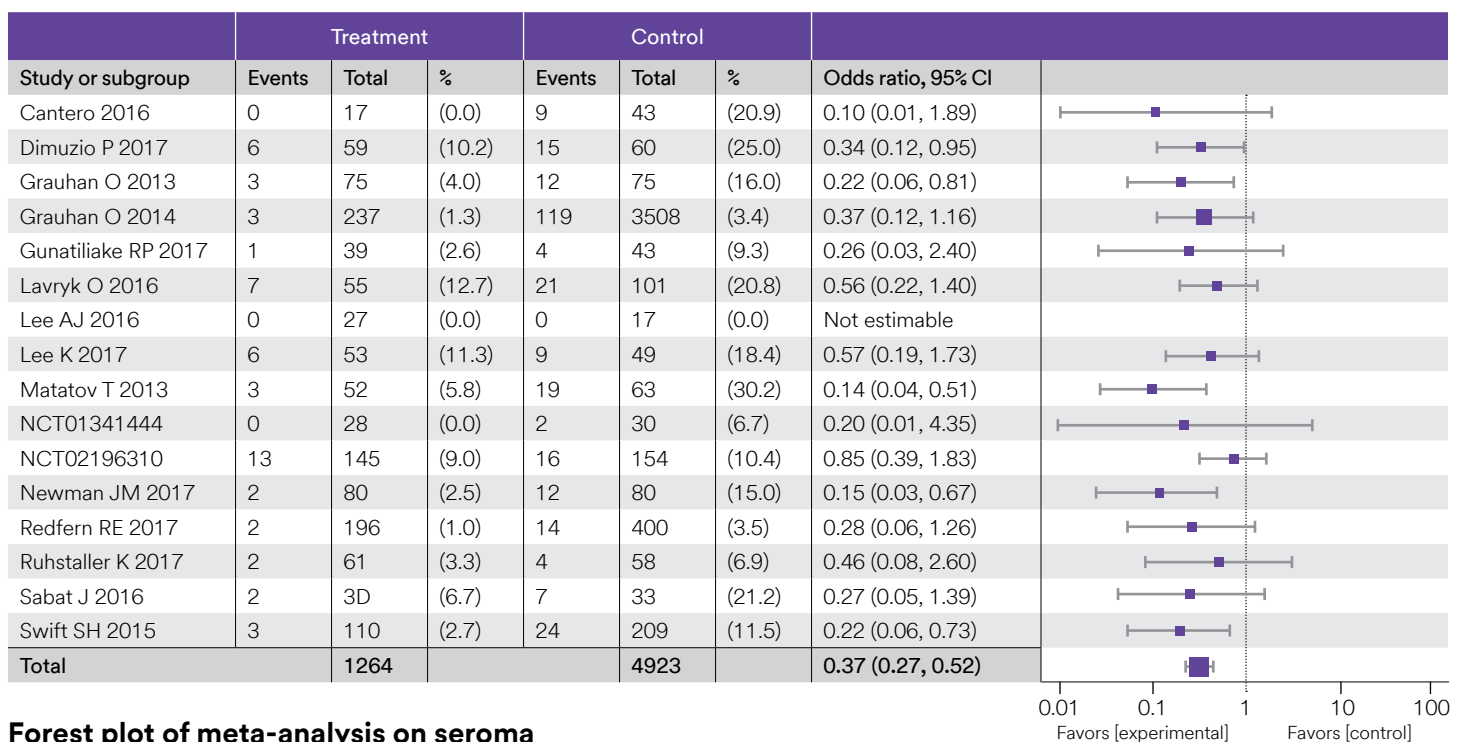 Treatment Control
Study or subgroup Events Total % Events Total % Odds ratio, 95% CI
Cantero 2016 0 17 (0.0) 9 43 (20.9) 0.10 (0.01, 1.89)
Dimuzio P 2017 6 59 (10.2) 15 60 (25.0) 0.34 (0.12, 0.95)
Grauhan O 2013 3 75 (4.0) 12 75 (16.0) 0.22 (0.06, 0.81)
Grauhan O 2014 3 237 (1.3) 119 3508 (3.4) 0.37 (0.12, 1.16)
Gunatiliake RP 2017 1 39 (2.6) 4 43 (9.3) 0.26 (0.03, 2.40)
Lavryk O 2016 7 55 (12.7) 21 101 (20.8) 0.56 (0.22, 1.40)
Lee AJ 2016 0 27 (0.0) 0 17 (0.0) Not estimable
Lee K 2017 6 53 (11.3) 9 49 (18.4) 0.57 (0.19, 1.73)
Matatov T 2013 3 52 (5.8) 19 63 (30.2) 0.14 (0.04, 0.51)
NCT01341444 0 28 (0.0) 2 30 (6.7) 0.20 (0.01, 4.35)
NCT02196310 13 145 (9.0) 16 154 (10.4) 0.85 (0.39, 1.83)
Newman JM 2017 2 80 (2.5) 12 80 (15.0) 0.15 (0.03, 0.67)
Redfern RE 2017 2 196 (1.0) 14 400 (3.5) 0.28 (0.06, 1.26)
Ruhstaller K 2017 2 61 (3.3) 4 58 (6.9) 0.46 (0.08, 2.60)
Sabat J 2016 2 3D (6.7) 7 33 (21.2) 0.27 (0.05, 1.39)
Swift SH 2015 3 110 (2.7) 24 209 (11.5) 0.22 (0.06, 0.73)
Total 1264 4923 0.37 (0.27, 0.52)
0.01 0.1 1 10 100
Favors [experimental] Favors [control]
Forest plot of meta-analysis on seroma